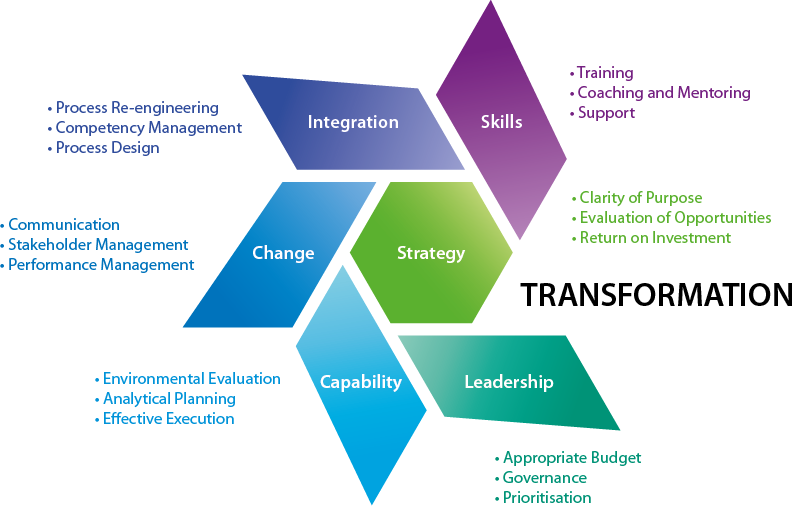 • Training
• Coaching and Mentoring
• Support
Skills
Integration
• Process Re-engineering
• Competency Management
• Process Design
• Clarity of Purpose
• Evaluation of Opportunities
• Return on Investment
Strategy
Change
• Communication
• Stakeholder Management
• Performance Management
TRANSFORMATION
Capability
• Environmental Evaluation
• Analytical Planning
• Effective Execution
Leadership
• Appropriate Budget
• Governance
• Prioritisation